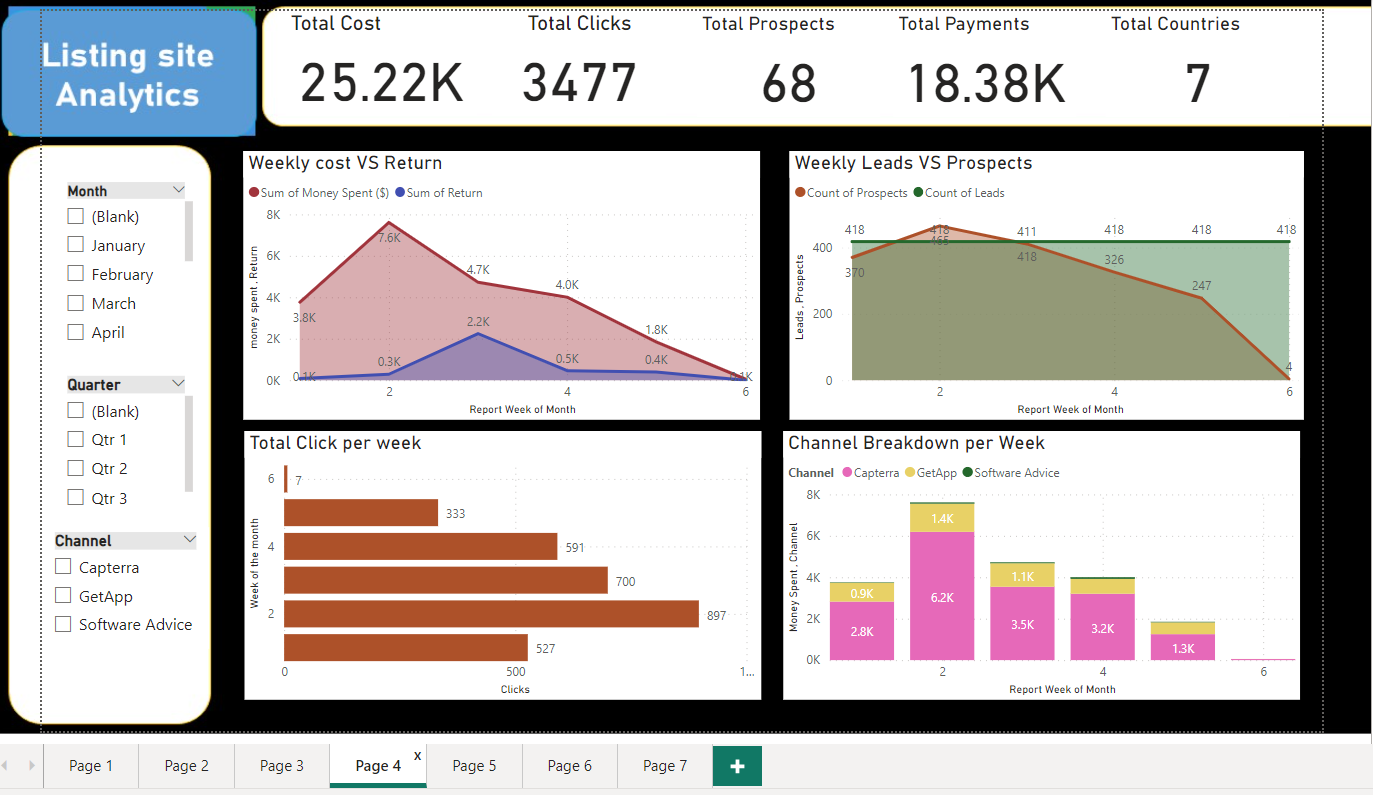 Listing site
Analytics
Total Cost
25.22K
Total Clicks
3477
Total Prospects
68
Total Payments
18.38K
Total Countries
7
Month
(Blank)
January
February
March
April
Quarter
(Blank)
Qtr 1
Qtr 2
Qtr 3
Channel
Capterra
GetApp
Software Advice
Weekly cost VS Return
Sum of Money Spent ($) Sum of Return
money spent , Return
8K
6K
4K
2K
0K
3.8K
7.6K
4.7K
4.0K
1.8K
0.1K
0.3K
2.2K
0.5K
0.4K
2 4 6
Report Week of Month
Weekly Leads VS Prospects
Count of Prospects Count of Leads
Leads , Prospects
400
200
0
418 418 411 418 418 418
370 465 418 326 247 4
2 4 6
Report Week of Month
Total Click per week
Week of the month
6 7
333
4 591
700
2 897
527
0 500 1...
Clicks
Channel Breakdown per Week
Channel Capterra GetApp Software Advice
Money Spent , Channel
8K
6K
4K
2K
0K
0.9K
2.8K
1.4K
6.2K
1.1K
3.5K
3.2K
1.3K
2 4 6
Report Week of Month
Page 1 Page 2 Page 3 Page 4 x Page 5 Page 6 Page 7 +